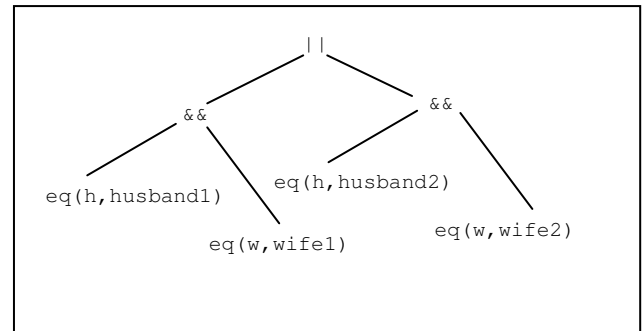 ||
&&
&&
eq(h,husband1)
eq(w,wife1)
eq(h,husband2)
eq(w,wife2)